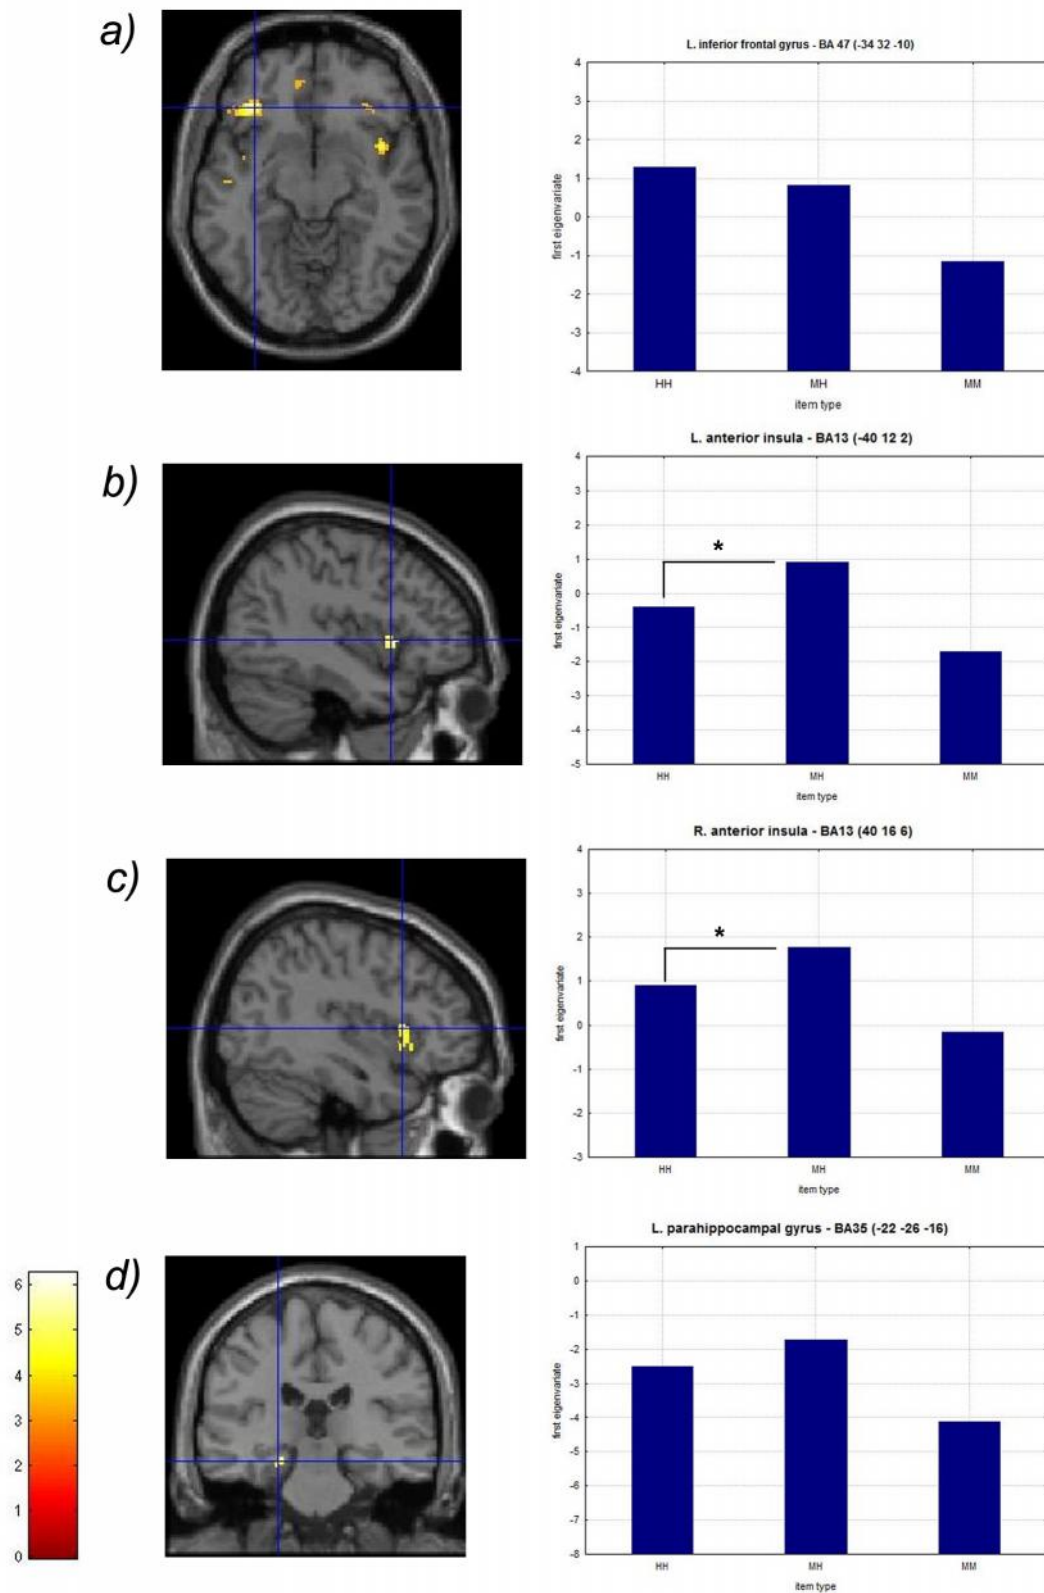 a)
L. inferior frontal gyrus - BA 47 (-34 32 -10)
4
3
2
1
0
-1
-2
-3
-4
first eigenvariate
HH MH MM
item type
b)
L. anterior insula - BA13 (-40 12 2)
4
3
2
1
0
-1
-2
-3
-4
-5
*
first eigenvariate
HH MH MM
item type
c)
R. anterior insula - BA13 (40 16 6)
4
3
2
1
0
-1
-2
-3
*
first eigenvariate
HH MH MM
item type
d)
6
5
4
3
2
1
0
L. parahippocampal gyrus - BA35 (-22 -26 -16)
1
0
-1
-2
-3
-4
-5
-6
-7
-8
first eigenvariate
HH MH MM
item type